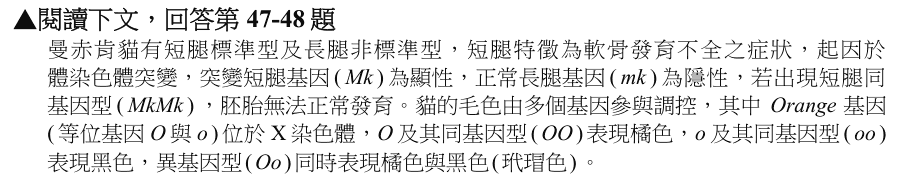 ▲閱讀下文，回答第 47-48 題
曼赤肯貓有短腿標準型及長腿非標準型，短腿特徵為軟骨發育不全之症狀，起因於
體染色體突變，突變短腿基因(Mk)為顯性，正常長腿基因(mk)為隱性，若出現短腿同
基因型(MkMk)，胚胎無法正常發育。貓的毛色由多個基因參與調控，其中 Orange 基因
(等位基因 O 與 o)位於 X 染色體，O 及其同基因型(OO)表現橘色，o 及其同基因型(oo)
表現黑色，異基因型(Oo)同時表現橘色與黑色(玳瑁色)。